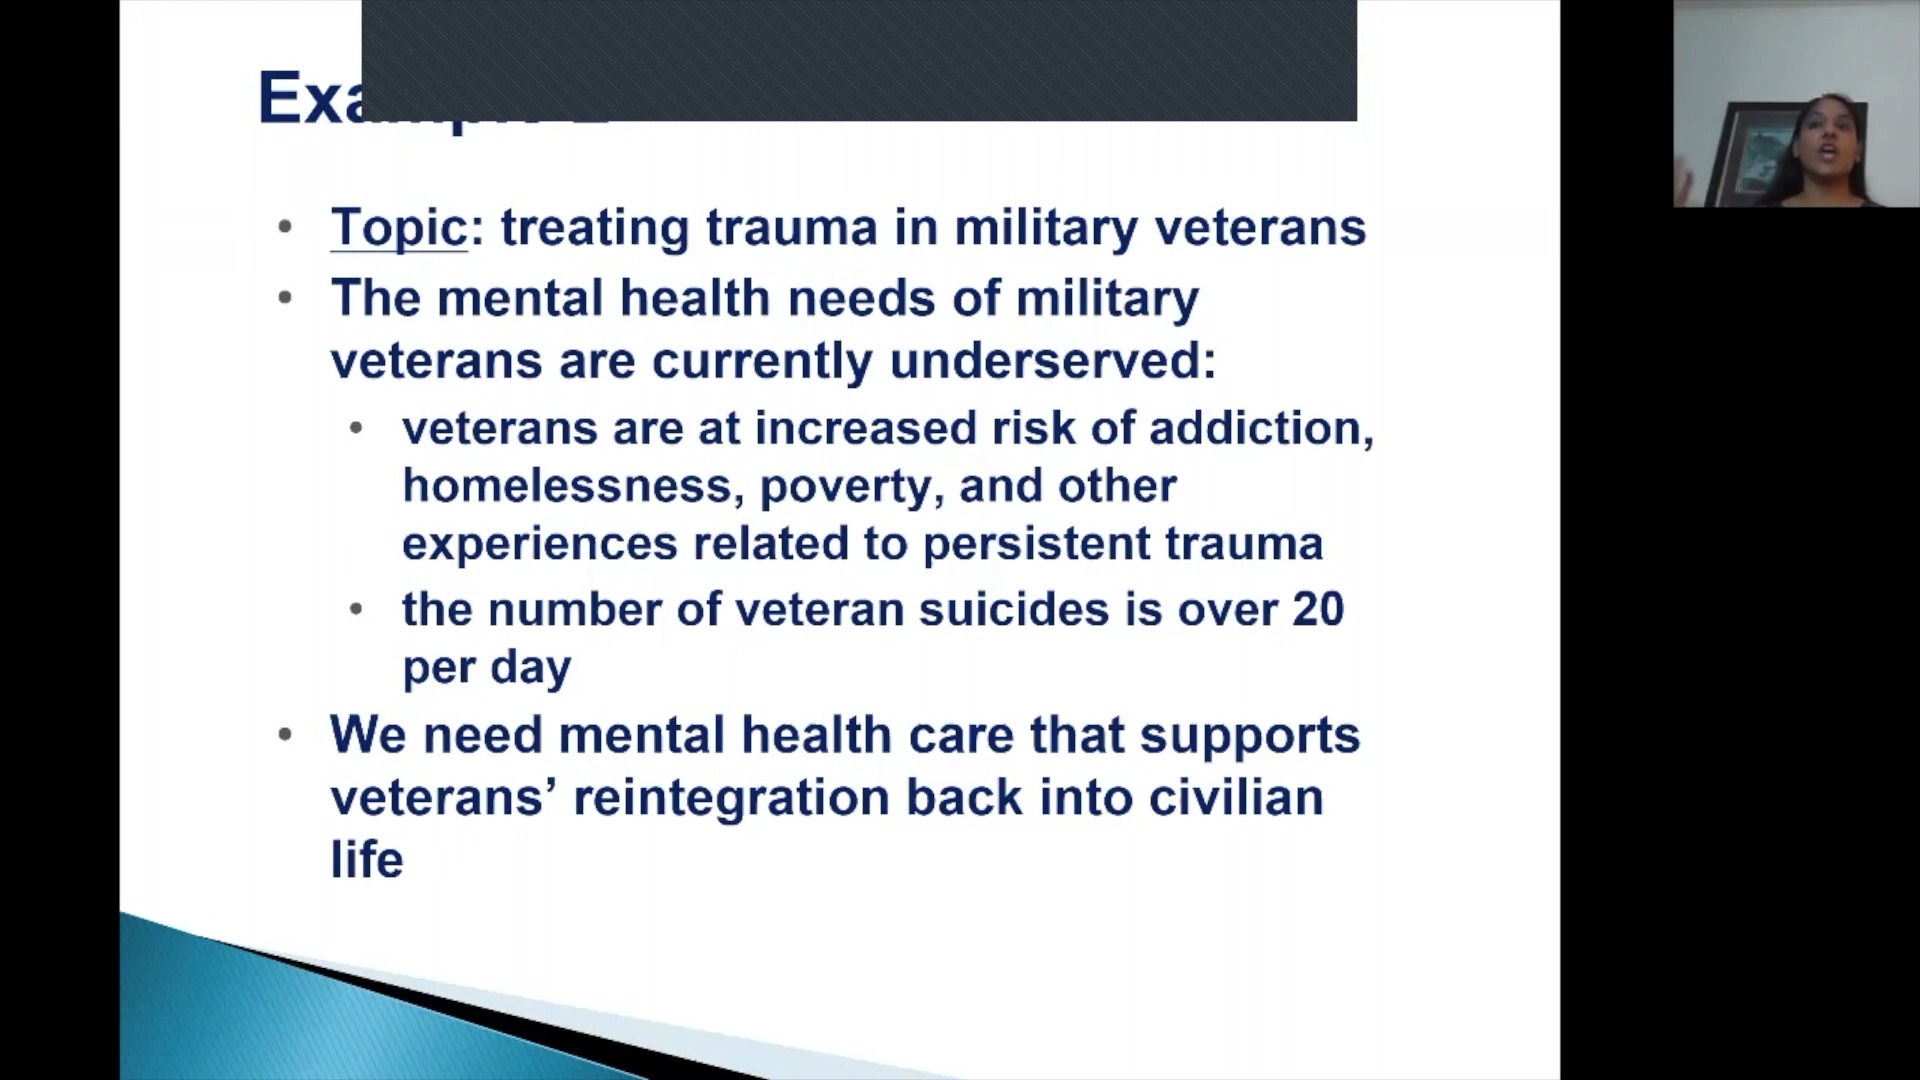 Topic: treating trauma in military veterans
The mental health needs of military
veterans are currently underserved:
veterans are at increased risk of addiction,
homelessness, poverty, and other
experiences related to persistent trauma
the number of veteran suicides is over 20
per day
We need mental health care that supports
veterans’ reintegration back into civilian
life